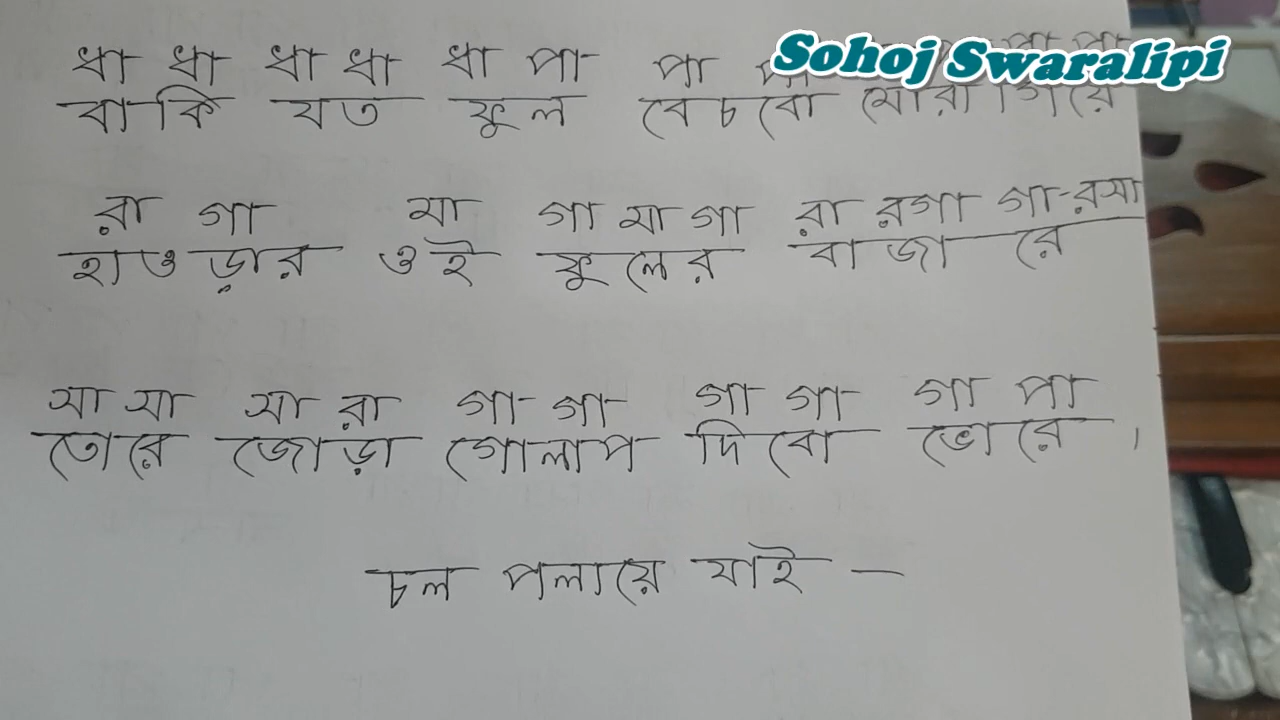 Sohoj Swaralipi
ধা ধা ধা ধা ধা পা- পা পা পা পা
বাকি যত ফুল বেচবো মোরা গিয়ে
রা গা মা গা মা গা রা রগা গা-রসা
হাওড়ার ওই ফুলের বাজারে
সা সা সা রা গা- গা গা গা গা পা
তোরে জোড়া গোলাপ দিবো ভোরে।
চল পলায়ে যাই —